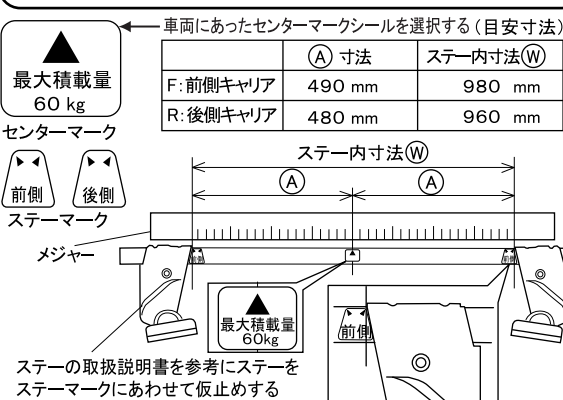 車両にあったセンターマークシールを選択する(目安寸法)
最大積載量
60 kg
センターマーク
Ⓐ 寸法 ステー内寸法Ⓦ
F:前側キャリア 490 mm 980 mm
R:後側キャリア 480 mm 960 mm
前側 後側
ステーマーク
ステー内寸法Ⓦ
Ⓐ Ⓐ
メジャー
前側 前側
最大積載量
60kg
前側
ステーの取扱説明書を参考にステーを
ステーマークにあわせて仮止めする